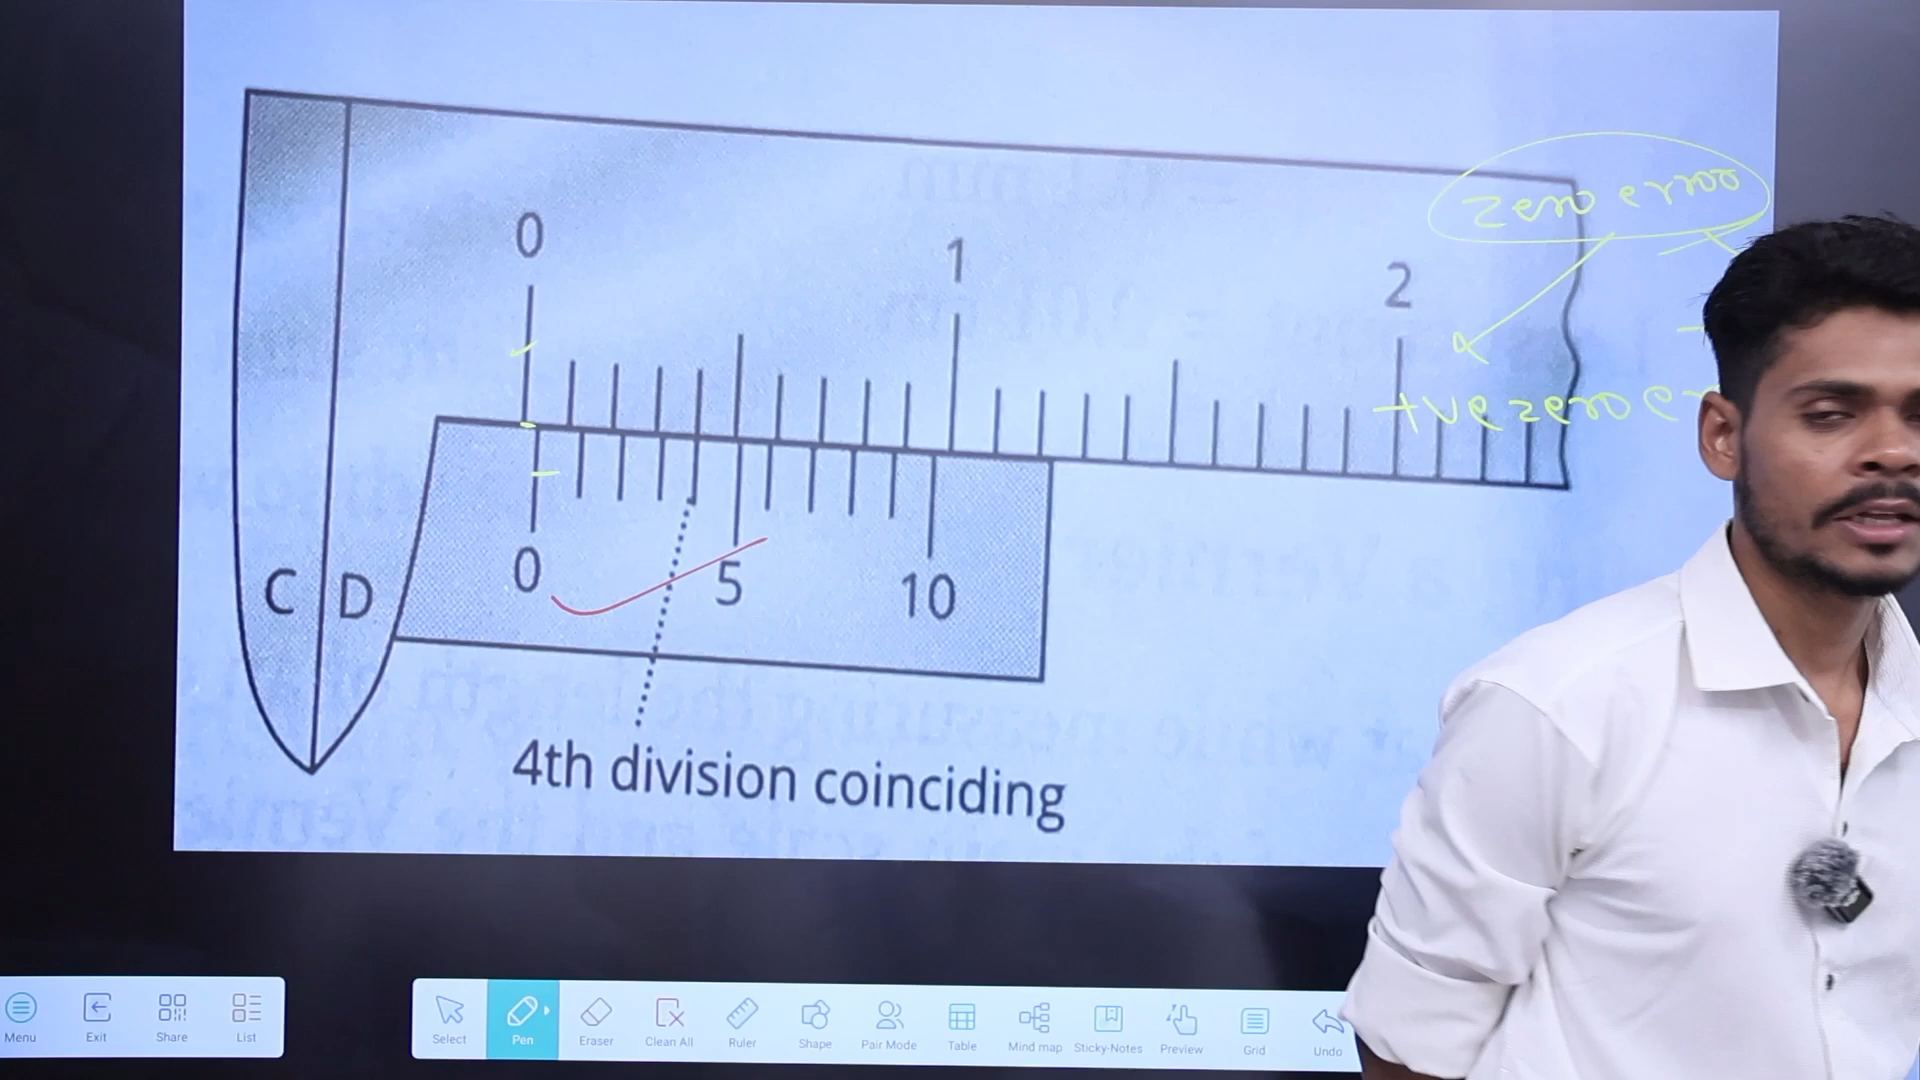 zero error
0 1 2
+ve zero e
0 5 10
C D
4th division coinciding
Menu Exit Share List
Select Pen Eraser Clean All Ruler Shape Pair Mode Table Mind map Sticky-Notes Preview Grid Undo